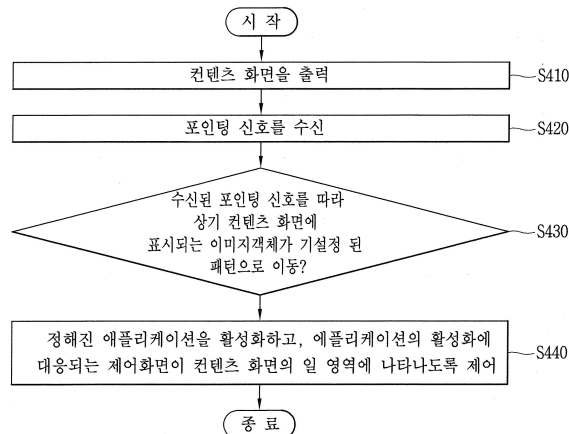 시 작
컨텐츠 화면을 출력
S410
포인팅 신호를 수신
S420
수신된 포인팅 신호를 따라
상기 컨텐츠 화면에
표시되는 이미지객체가 기설정 된
패턴으로 이동?
S430
정해진 애플리케이션을 활성화하고, 에플리케이션의 활성화에
대응되는 제어화면이 컨텐츠 화면의 일 영역에 나타나도록 제어
S440
종 료